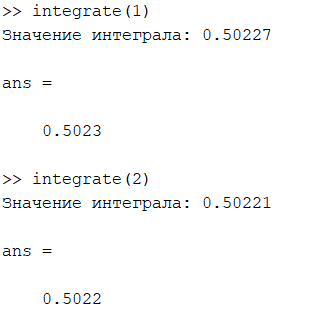 >> integrate(1)
Значение интеграла: 0.50227
ans =
0.5023
>> integrate(2)
Значение интеграла: 0.50221
ans =
0.5022